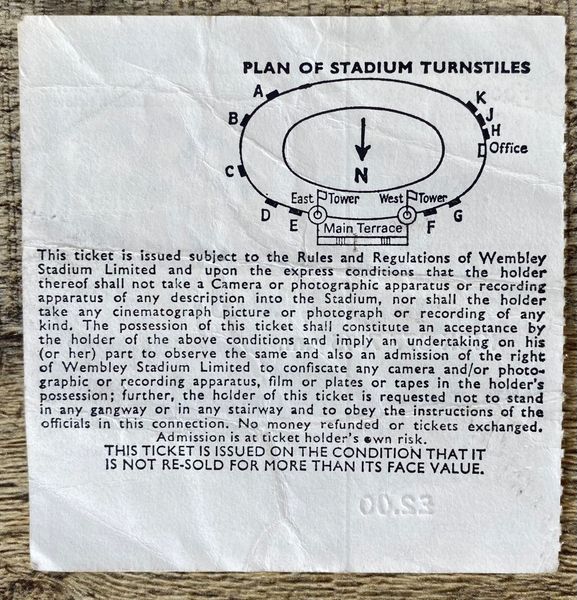 PLAN OF STADIUM TURNSTILES
A
K
B
J
H
Office
N
C
East Tower
West Tower
D
E
Main Terrace
F
G
This ticket is issued subject to the Rules and Regulations of Wembley
Stadium Limited and upon the express conditions that the holder
thereof shall not take a Camera or photographic apparatus or recording
apparatus of any description into the Stadium, nor shall the holder
take any cinematograph picture or photograph or recording of any
kind. The possession of this ticket shall constitute an acceptance by
the holder of the above conditions and imply an undertaking on his
(or her) part to observe the same and also an admission of the right
of Wembley Stadium Limited to confiscate any camera and/or photo-
graphic or recording apparatus, film or plates or tapes in the holder's
possession; further, the holder of this ticket is requested not to stand
in any gangway or in any stairway and to obey the instructions of the
officials in this connection. No money refunded or tickets exchanged.
Admission is at ticket holder's own risk.
THIS TICKET IS ISSUED ON THE CONDITION THAT IT
IS NOT RE-SOLD FOR MORE THAN ITS FACE VALUE.
£2.00